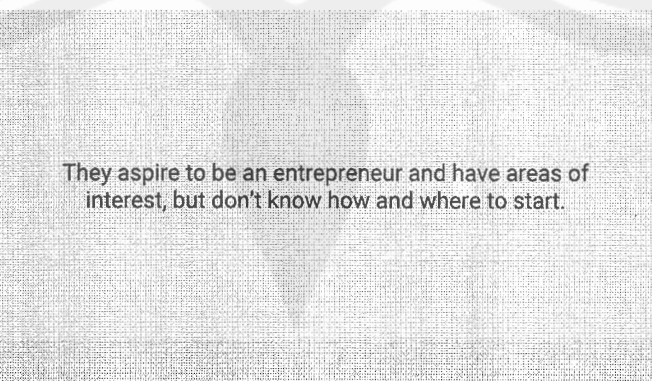 They aspire to be an entrepreneur and have areas of
interest, but don't know how and where to start.